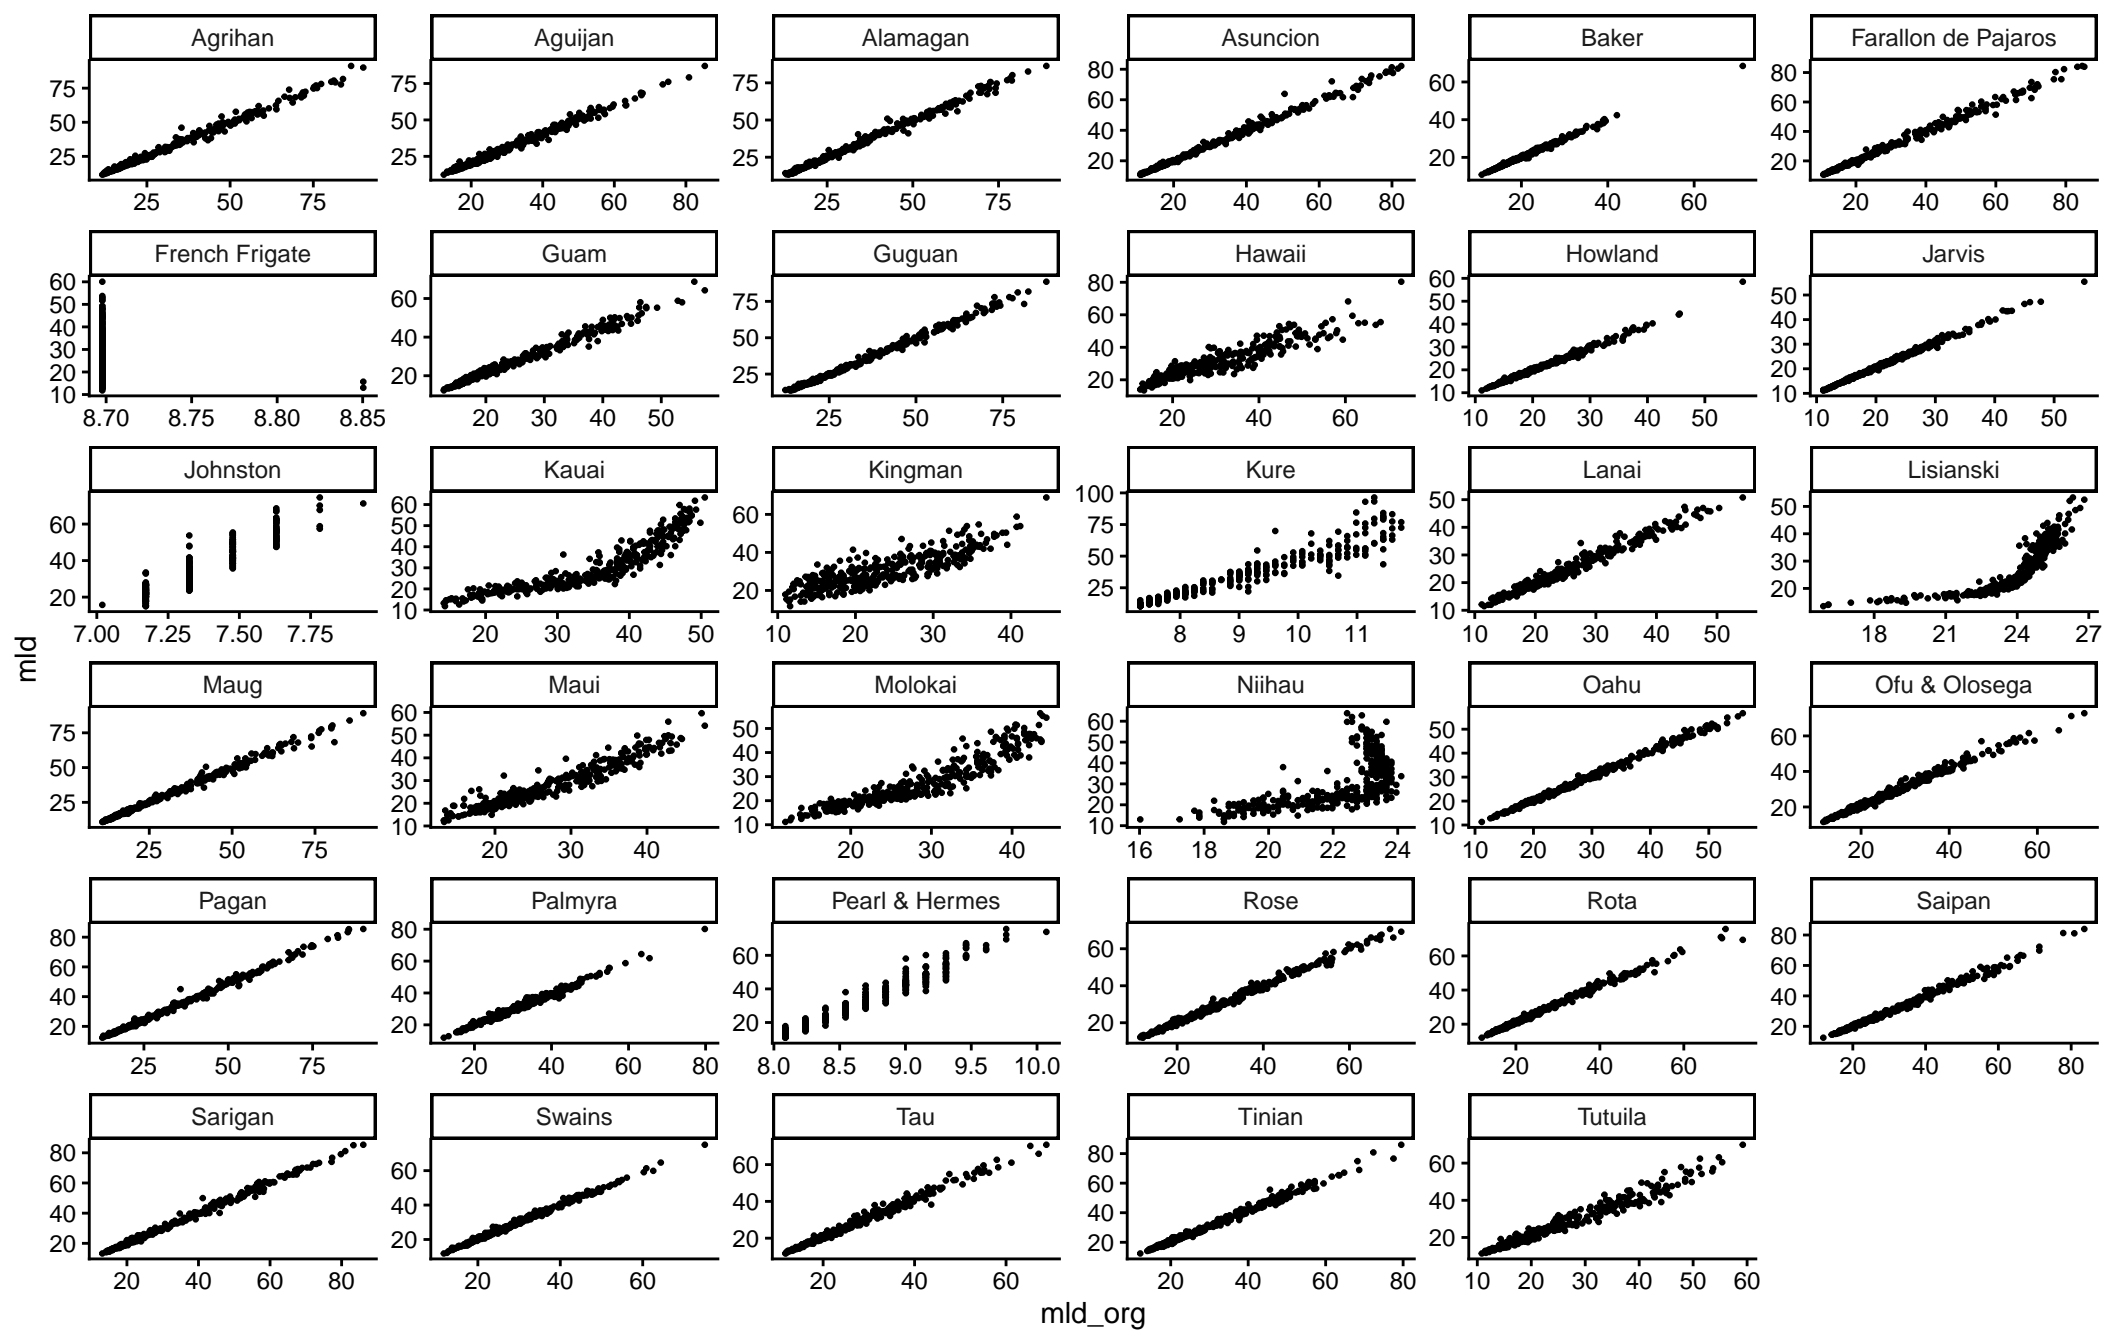 Agrihan Aguijan Alamagan Asuncion Baker Farallon de Pajaros
75 75 75 80 60 80
50 50 50 60 40 60
25 25 25 40 20 40
20 20
25 50 75 20 40 60 80 25 50 75 20 40 60 80 20 40 60 20 40 60 80
French Frigate Guam Guguan Hawaii Howland Jarvis
60 60 75 80 60 50
50 40 50 60 50 40
40 20 25 40 40 30
30 20 30 20
20 20 10
10 10
8.70 8.75 8.80 8.85 20 30 40 50 25 50 75 20 40 60 10 20 30 40 50 10 20 30 40 50
Johnston Kauai Kingman Kure Lanai Lisianski
60 60 60 100 50 50
40 50 40 75 40 40
20 40 20 50 30 30
30 25 20 20
20 10
10
7.00 7.25 7.50 7.75 20 30 40 50 10 20 30 40 8 9 10 11 10 20 30 40 50 18 21 24 27
mld
Maug Maui Molokai Niihau Oahu Ofu & Olosega
75 60 50 60 50 60
50 50 40 50 40 40
25 40 30 40 30 20
30 20 30 20
20 10 20 10
10 10
25 50 75 20 30 40 20 30 40 16 18 20 22 24 10 20 30 40 50 20 40 60
Pagan Palmyra Pearl & Hermes Rose Rota Saipan
80 80 60 60 60 80
60 60 40 40 40 60
40 40 20 20 20 40
20 20 20
25 50 75 20 40 60 80 8.0 8.5 9.0 9.5 10.0 20 40 60 20 40 60 20 40 60 80
Sarigan Swains Tau Tinian Tutuila
80 60 60 80 60
60 40 40 60 40
40 20 20 40 20
20 20
20 40 60 80 20 40 60 20 40 60 20 40 60 80 10 20 30 40 50 60
mld_org